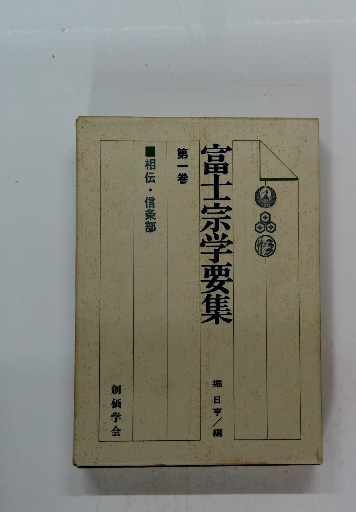 富士宗学要集
第一巻
■相伝・信条部
堀日亨／編
創価学会